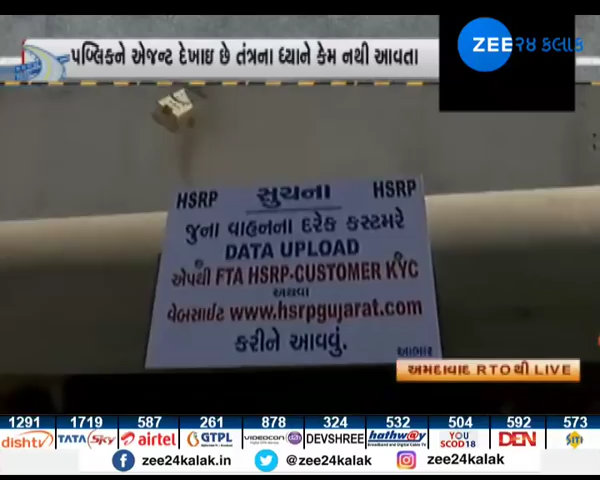 પબ્લિકને એજન્ટ દેખાઇ છે તંત્રના ધ્યાને કેમ નથી આવતા
ZEE૨૪ કલાક
HSRP સુચના HSRP
જુના વાહનના દરેક કસ્ટમરે
DATA UPLOAD
એપથી FTA HSRP-CUSTOMER KYC
અથવા
વેબસાઈટ www.hsrpgujarat.com
કરીને આવવું.
આભાર
અમદાવાદ RTOથી LIVE
1291 1719 587 261 878 324 532 504 592 573
dishtv TATA Sky airtel GTPL VIDEOCON d2h DEVSHREE hathway YOU SCOD18 DEN SITI
zee24kalak.in @zee24kalak zee24kalak